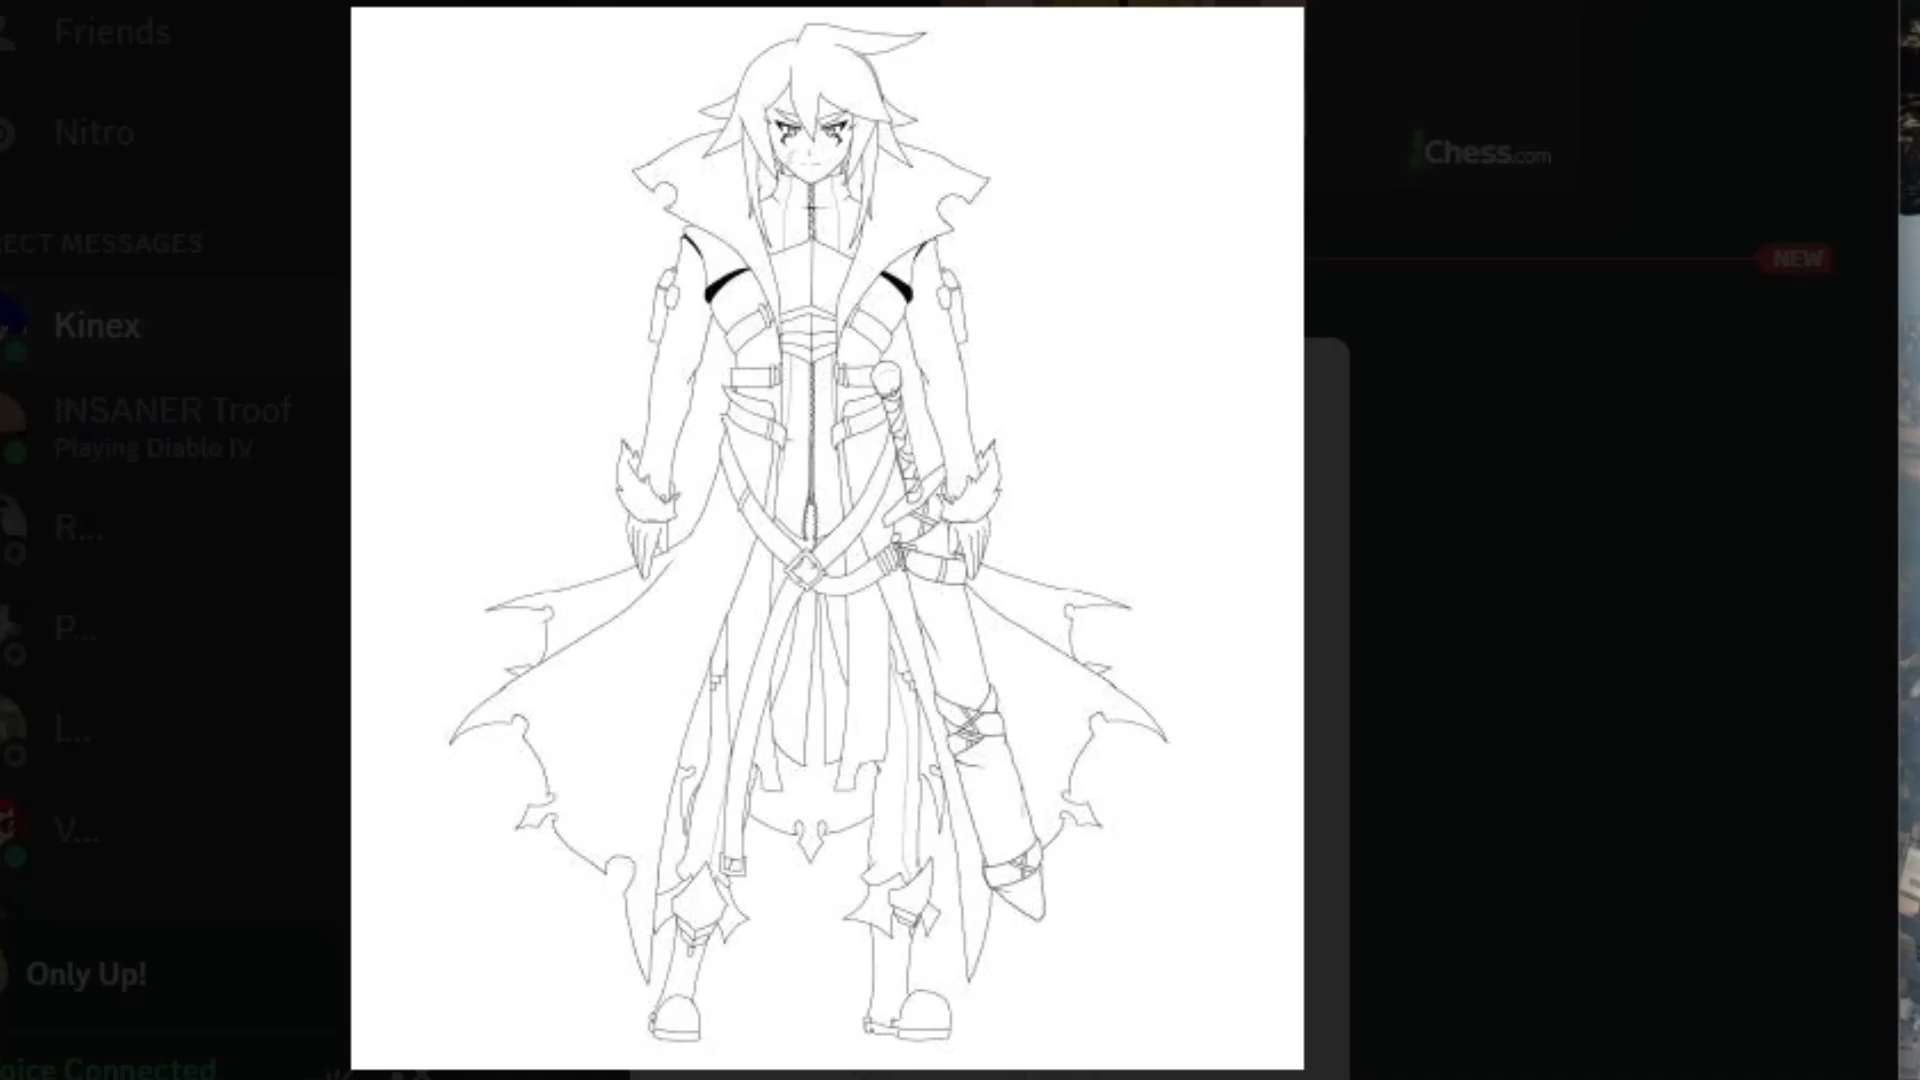 Friends
Nitro
ECT MESSAGES
Kinex
INSANER Troof
Playing Diablo IV
R...
P...
L...
V...
Only Up!
oice Connected
Chess.com
NEW